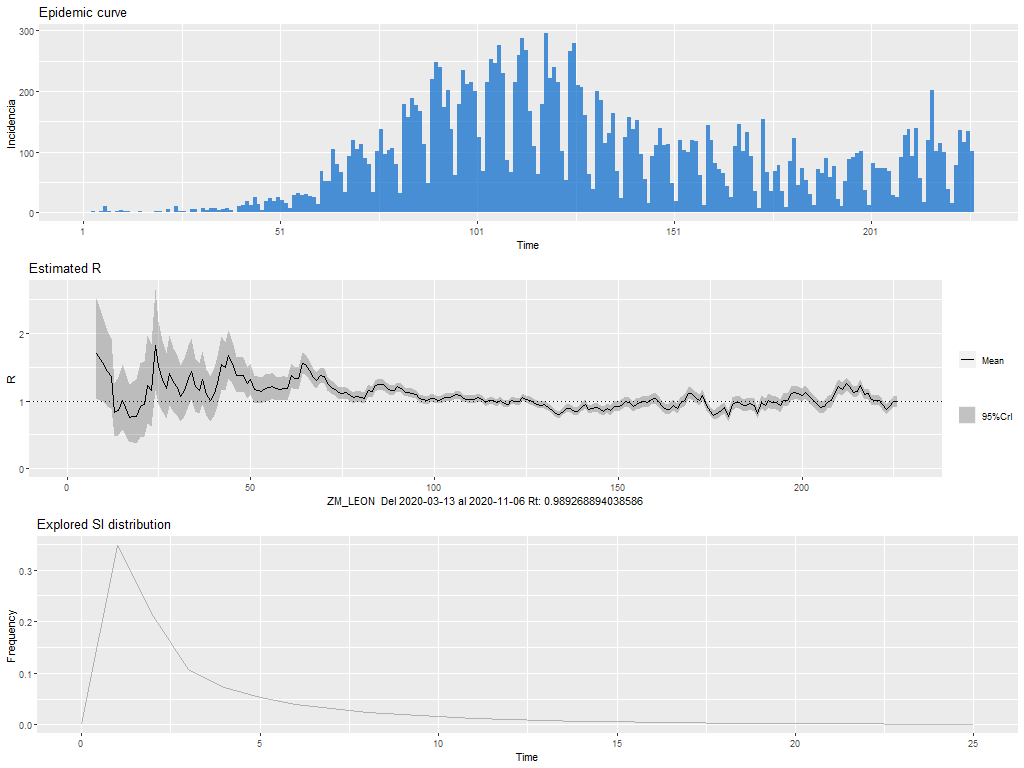 Epidemic curve
300
200
100
0
Incidencia
1
51
101
151
201
Time
Estimated R
2
1
0
R
0
50
100
150
200
Mean
95%CrI
ZM_LEON Del 2020-03-13 al 2020-11-06 Rt: 0.989268894038586
Explored SI distribution
0.3
0.2
0.1
0.0
Frequency
0
5
10
15
20
25
Time